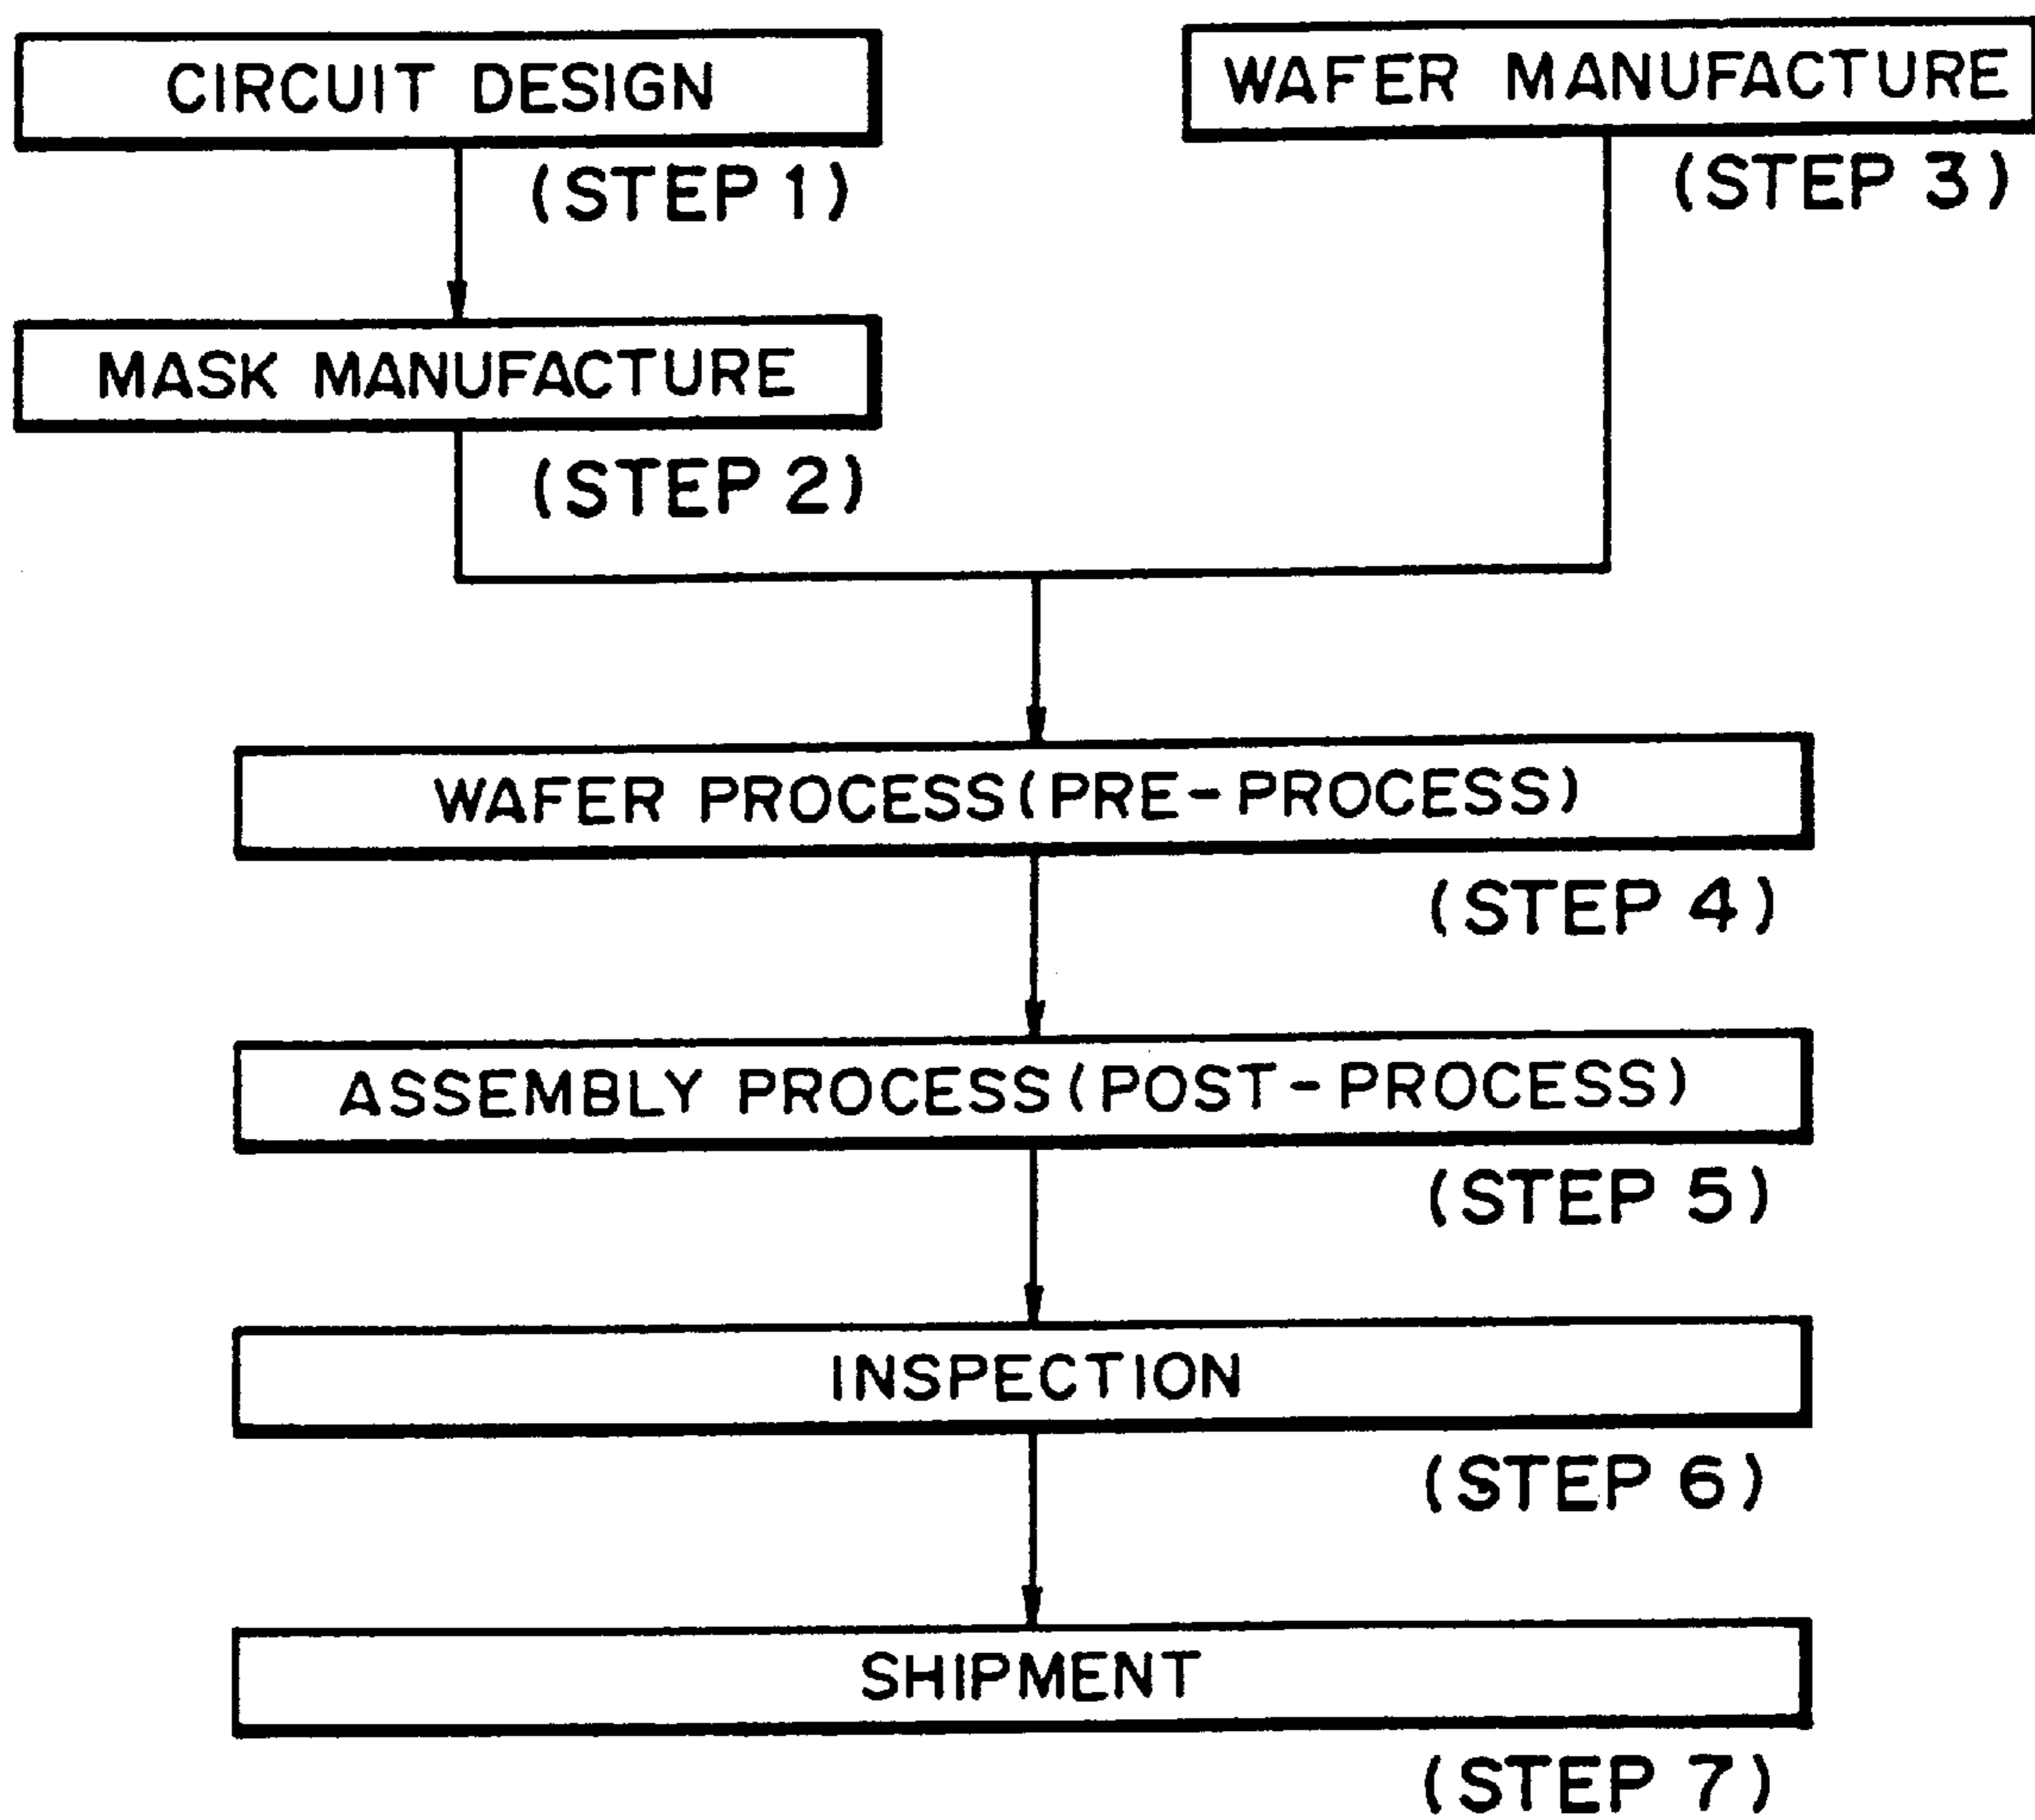 CIRCUIT DESIGN
(STEP 1)
MASK MANUFACTURE
(STEP 2)
WAFER MANUFACTURE
(STEP 3)
WAFER PROCESS(PRE-PROCESS)
(STEP 4)
ASSEMBLY PROCESS(POST-PROCESS)
(STEP 5)
INSPECTION
(STEP 6)
SHIPMENT
(STEP 7)